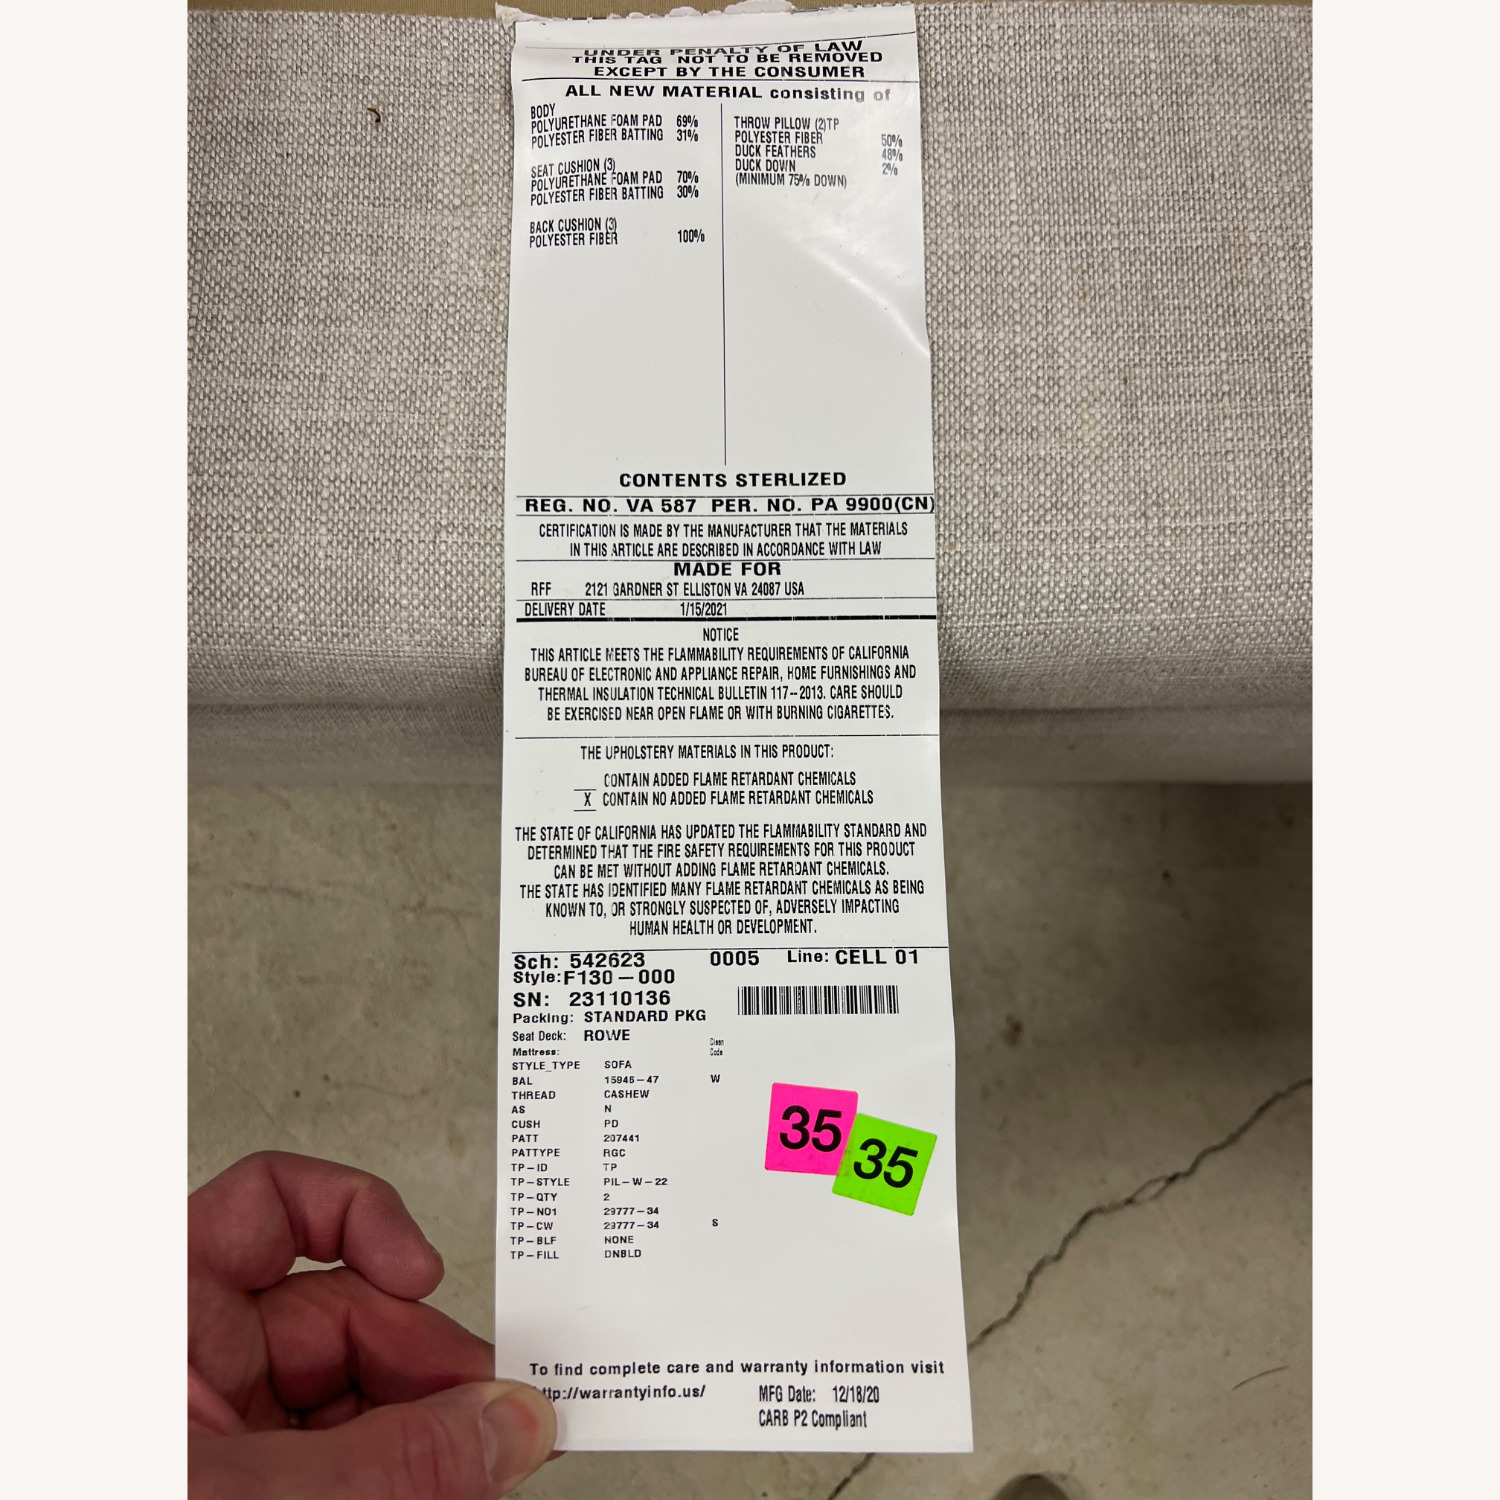 UNDER PENALTY OF LAW
THIS TAG NOT TO BE REMOVED
EXCEPT BY THE CONSUMER
ALL NEW MATERIAL consisting of
BODY
POLYURETHANE FOAM PAD 69%
POLYESTER FIBER BATTING 31%
SEAT CUSHION (3)
POLYURETHANE FOAM PAD 70%
POLYESTER FIBER BATTING 30%
BACK CUSHION (3)
POLYESTER FIBER 100%
THROW PILLOW (2)TP
POLYESTER FIBER 50%
DUCK FEATHERS 48%
DUCK DOWN 2%
(MINIMUM 75% DOWN)
CONTENTS STERLIZED
REG. NO. VA 587 PER. NO. PA 9900(CN)
CERTIFICATION IS MADE BY THE MANUFACTURER THAT THE MATERIALS
IN THIS ARTICLE ARE DESCRIBED IN ACCORDANCE WITH LAW
MADE FOR
RFF 2121 GARDNER ST ELLISTON VA 24087 USA
DELIVERY DATE 1/15/2021
NOTICE
THIS ARTICLE MEETS THE FLAMMABILITY REQUIREMENTS OF CALIFORNIA
BUREAU OF ELECTRONIC AND APPLIANCE REPAIR, HOME FURNISHINGS AND
THERMAL INSULATION TECHNICAL BULLETIN 117--2013. CARE SHOULD
BE EXERCISED NEAR OPEN FLAME OR WITH BURNING CIGARETTES.
THE UPHOLSTERY MATERIALS IN THIS PRODUCT:
CONTAIN ADDED FLAME RETARDANT CHEMICALS
X CONTAIN NO ADDED FLAME RETARDANT CHEMICALS
THE STATE OF CALIFORNIA HAS UPDATED THE FLAMMABILITY STANDARD AND
DETERMINED THAT THE FIRE SAFETY REQUIREMENTS FOR THIS PRODUCT
CAN BE MET WITHOUT ADDING FLAME RETARDANT CHEMICALS.
THE STATE HAS IDENTIFIED MANY FLAME RETARDANT CHEMICALS AS BEING
KNOWN TO, OR STRONGLY SUSPECTED OF, ADVERSELY IMPACTING
HUMAN HEALTH OR DEVELOPMENT.
Sch: 542623 0005 Line: CELL 01
Style:F130-000
SN: 23110136
Packing: STANDARD PKG
Seat Deck: ROWE
Clean
Mattress: Code
STYLE_TYPE SOFA
BAL 15945-47 W
THREAD CASHEW
AS N
CUSH PD
PATT 207441
PATTYPE RGC
TP-ID TP
TP-STYLE PIL-W-22
TP-QTY 2
TP-NO1 29777-34
TP-CW 29777-34 S
TP-BLF NONE
TP-FILL DNBLD
35
35
To find complete care and warranty information visit
ttp://warrantyinfo.us/
MFG Date: 12/18/20
CARB P2 Compliant